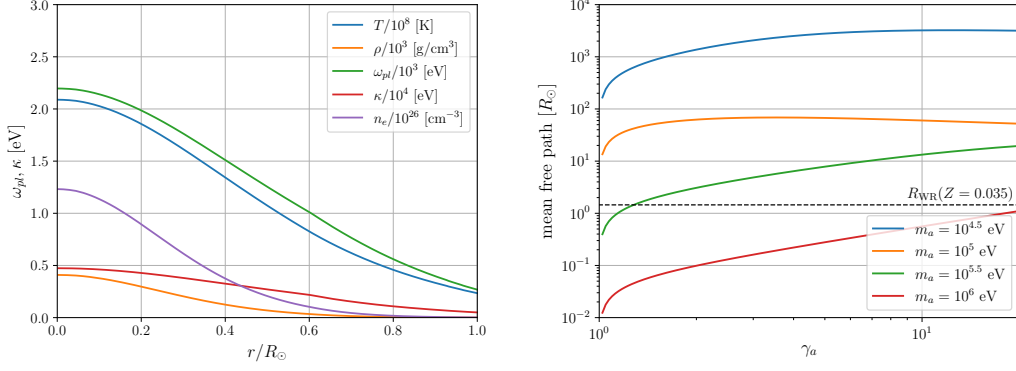 3.0
2.5
2.0
1.5
1.0
0.5
0.0
ω_pl, κ [eV]
T/10^8 [K]
ρ/10^3 [g/cm^3]
ω_pl/10^3 [eV]
κ/10^4 [eV]
n_e/10^26 [cm^−3]
0.0 0.2 0.4 0.6 0.8 1.0
r/R_⊙
10^4
10^3
10^2
10^1
10^0
10^−1
10^−2
mean free path [R_⊙]
R_WR(Z = 0.035)
m_a = 10^4.5 eV
m_a = 10^5 eV
m_a = 10^5.5 eV
m_a = 10^6 eV
10^0 10^1
γ_a